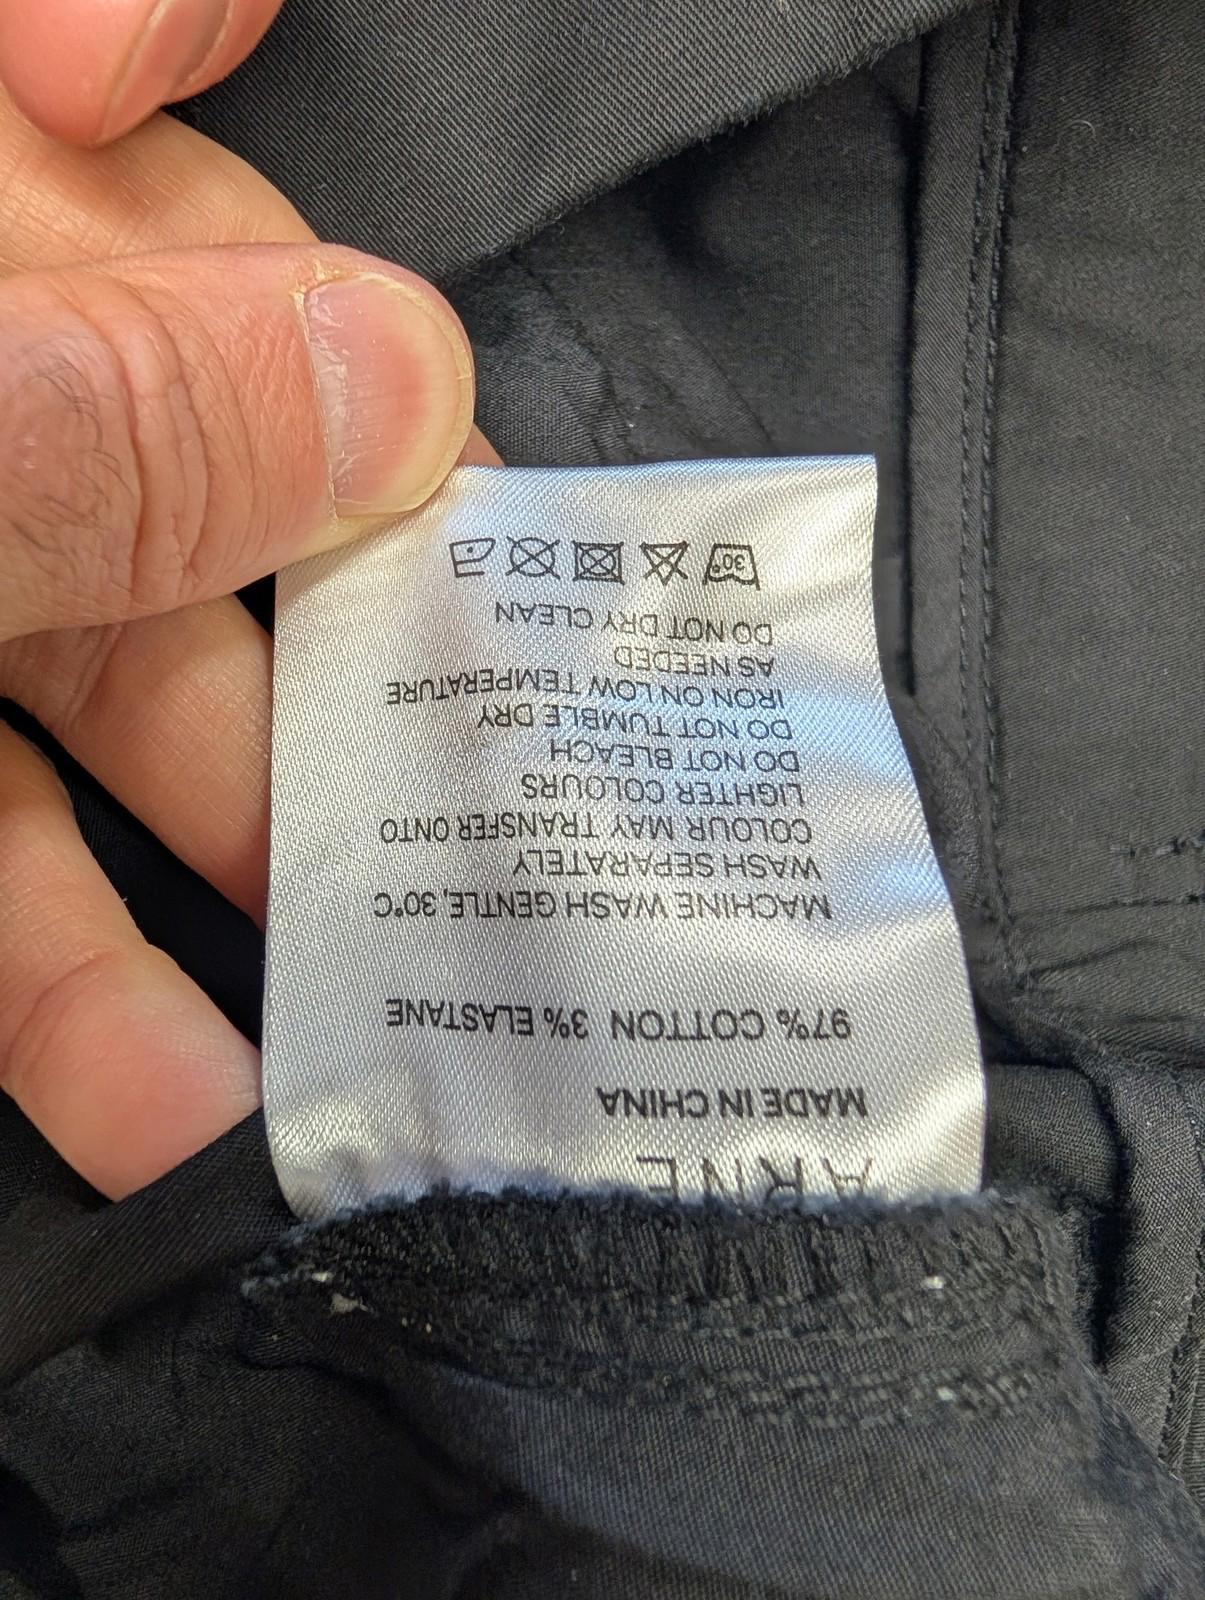 ARNE
MADE IN CHINA
97% COTTON 3% ELASTANE
MACHINE WASH GENTLE, 30°C
WASH SEPARATELY
COLOUR MAY TRANSFER ONTO
LIGHTER COLOURS
DO NOT BLEACH
DO NOT TUMBLE DRY
IRON ON LOW TEMPERATURE
AS NEEDED
DO NOT DRY CLEAN
30°